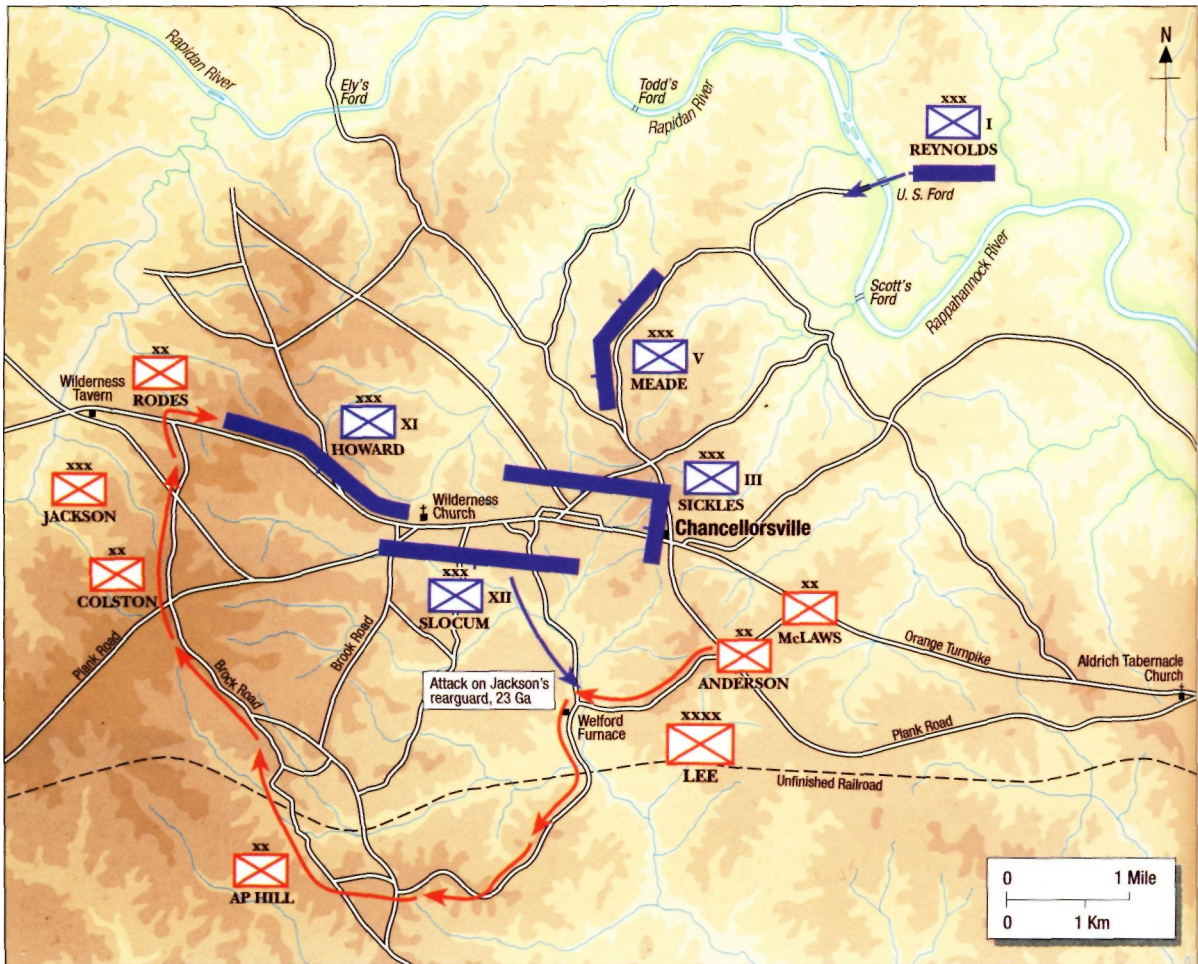 Rapidan River
Ely's
Ford
Todd's
Ford
Rapidan River
N
xxx
I
REYNOLDS
U. S. Ford
Scott's
Ford
Rappahannock River
xxx
V
MEADE
xx
RODES
Wilderness
Tavern
xxx
XI
HOWARD
xxx
JACKSON
Wilderness
Church
xxx
III
SICKLES
Chancellorsville
xx
COLSTON
xxx
XII
SLOCUM
xx
McLAWS
xx
ANDERSON
Orange Turnpike
Aldrich Tabernacle
Church
Plank Road
Brock Road
Brook Road
Attack on Jackson's
rearguard, 23 Ga
Welford
Furnace
xxxx
LEE
Plank Road
Unfinished Railroad
xx
AP HILL
0 1 Mile
0 1 Km